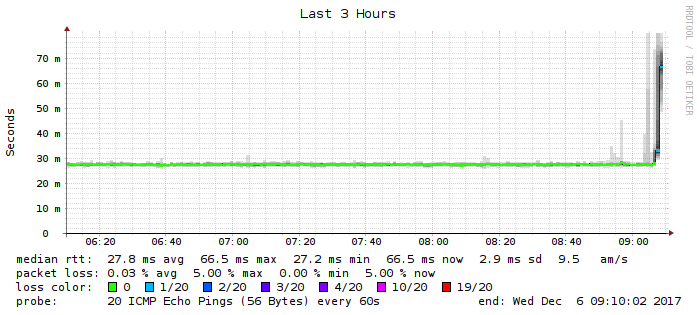 Last 3 Hours
RRDTOOL / TOBI OETIKER
Seconds
70 m
60 m
50 m
40 m
30 m
20 m
10 m
0
06:20 06:40 07:00 07:20 07:40 08:00 08:20 08:40 09:00
median rtt: 27.8 ms avg 66.5 ms max 27.2 ms min 66.5 ms now 2.9 ms sd 9.5 am/s
packet loss: 0.03 % avg 5.00 % max 0.00 % min 5.00 % now
loss color: 0 1/20 2/20 3/20 4/20 10/20 19/20
probe: 20 ICMP Echo Pings (56 Bytes) every 60s end: Wed Dec 6 09:10:02 2017